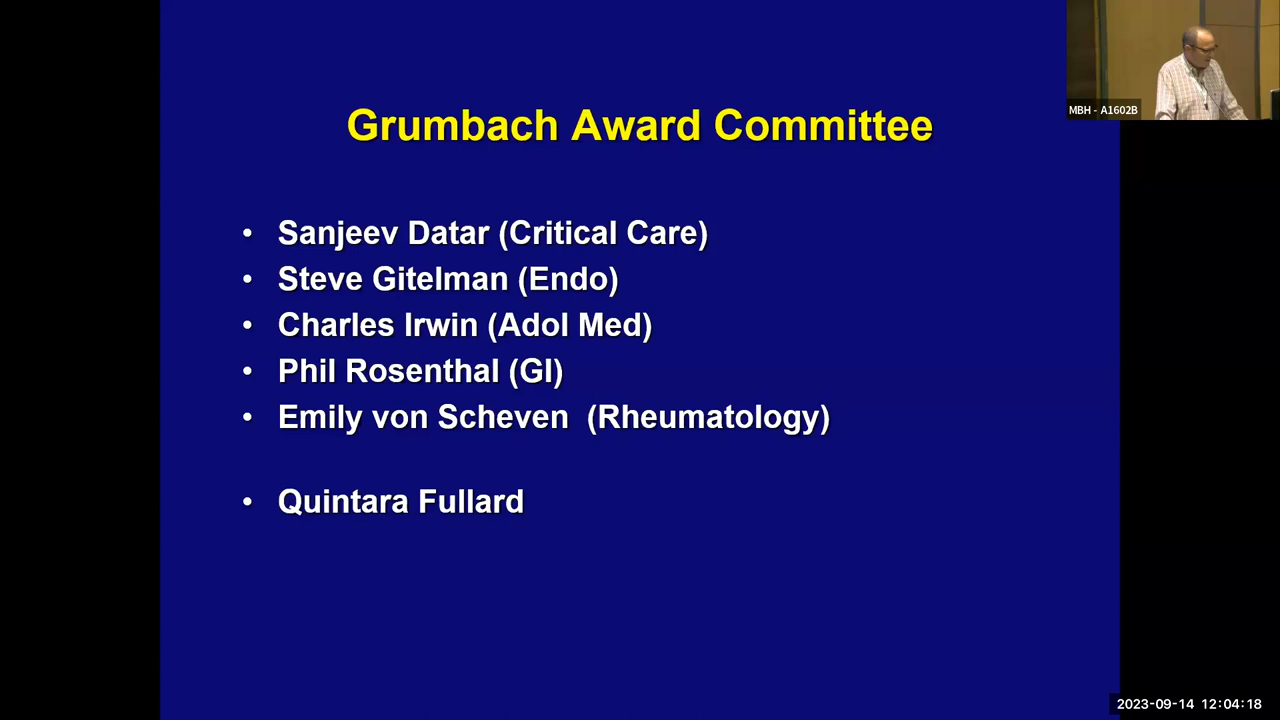 Grumbach Award Committee
MBH - A1602B
• Sanjeev Datar (Critical Care)
• Steve Gitelman (Endo)
• Charles Irwin (Adol Med)
• Phil Rosenthal (GI)
• Emily von Scheven (Rheumatology)
• Quintara Fullard
2023-09-14 12:04:18